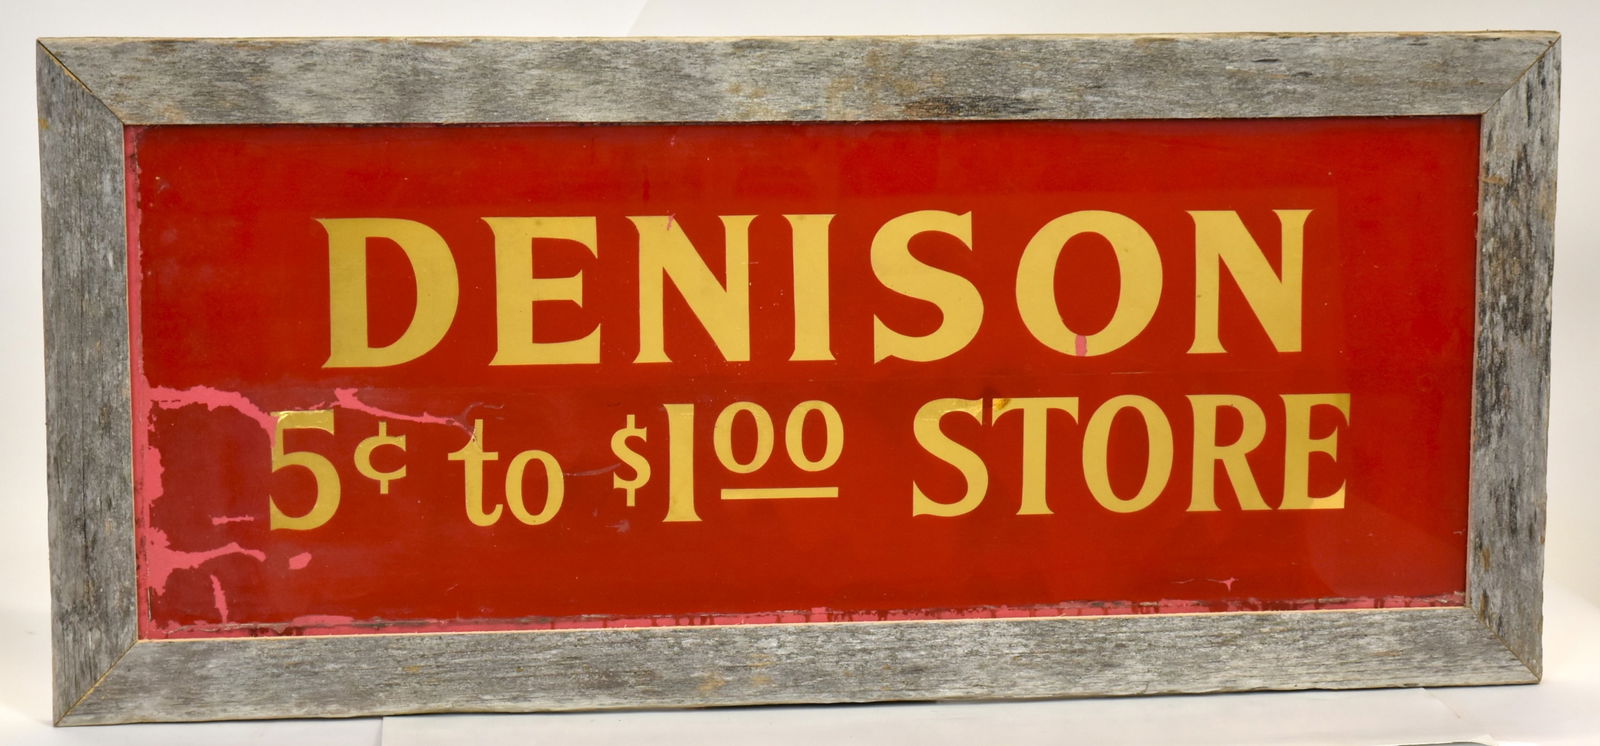 DENISON
5¢ to $1.00 STORE